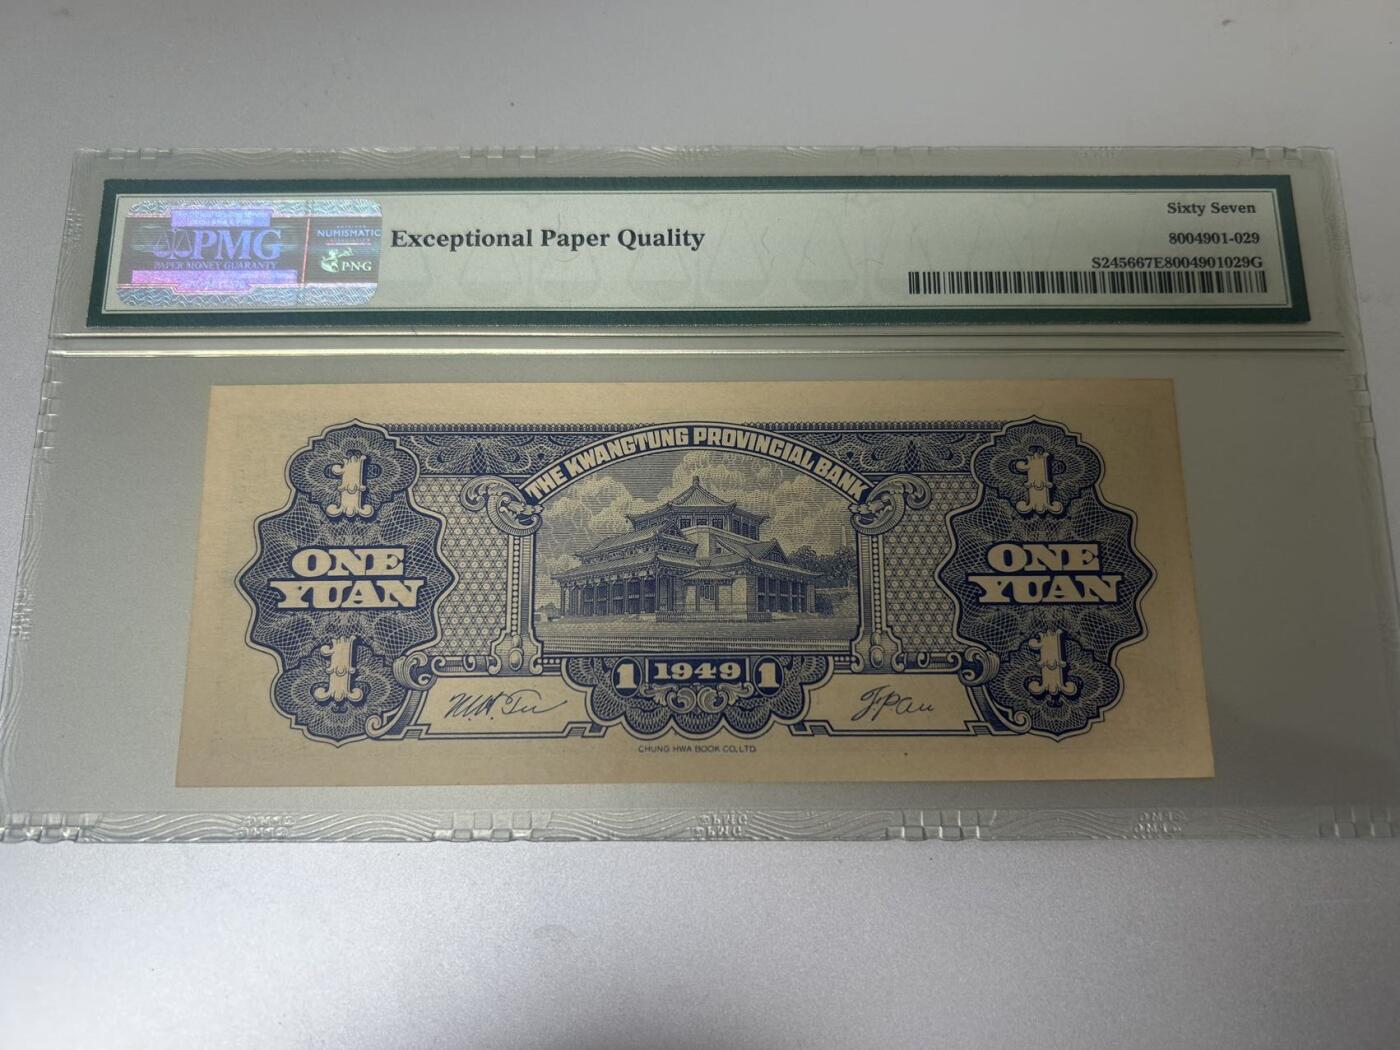 PMG
PAPER MONEY GUARANTY
NUMISMATIC
PNG
Exceptional Paper Quality
Sixty Seven
8004901-029
S245667E8004901029G
THE KWANGTUNG PROVINCIAL BANK
1
1
ONE
YUAN
ONE
YUAN
1
1
1 1949 1
CHUNG HWA BOOK CO., LTD.